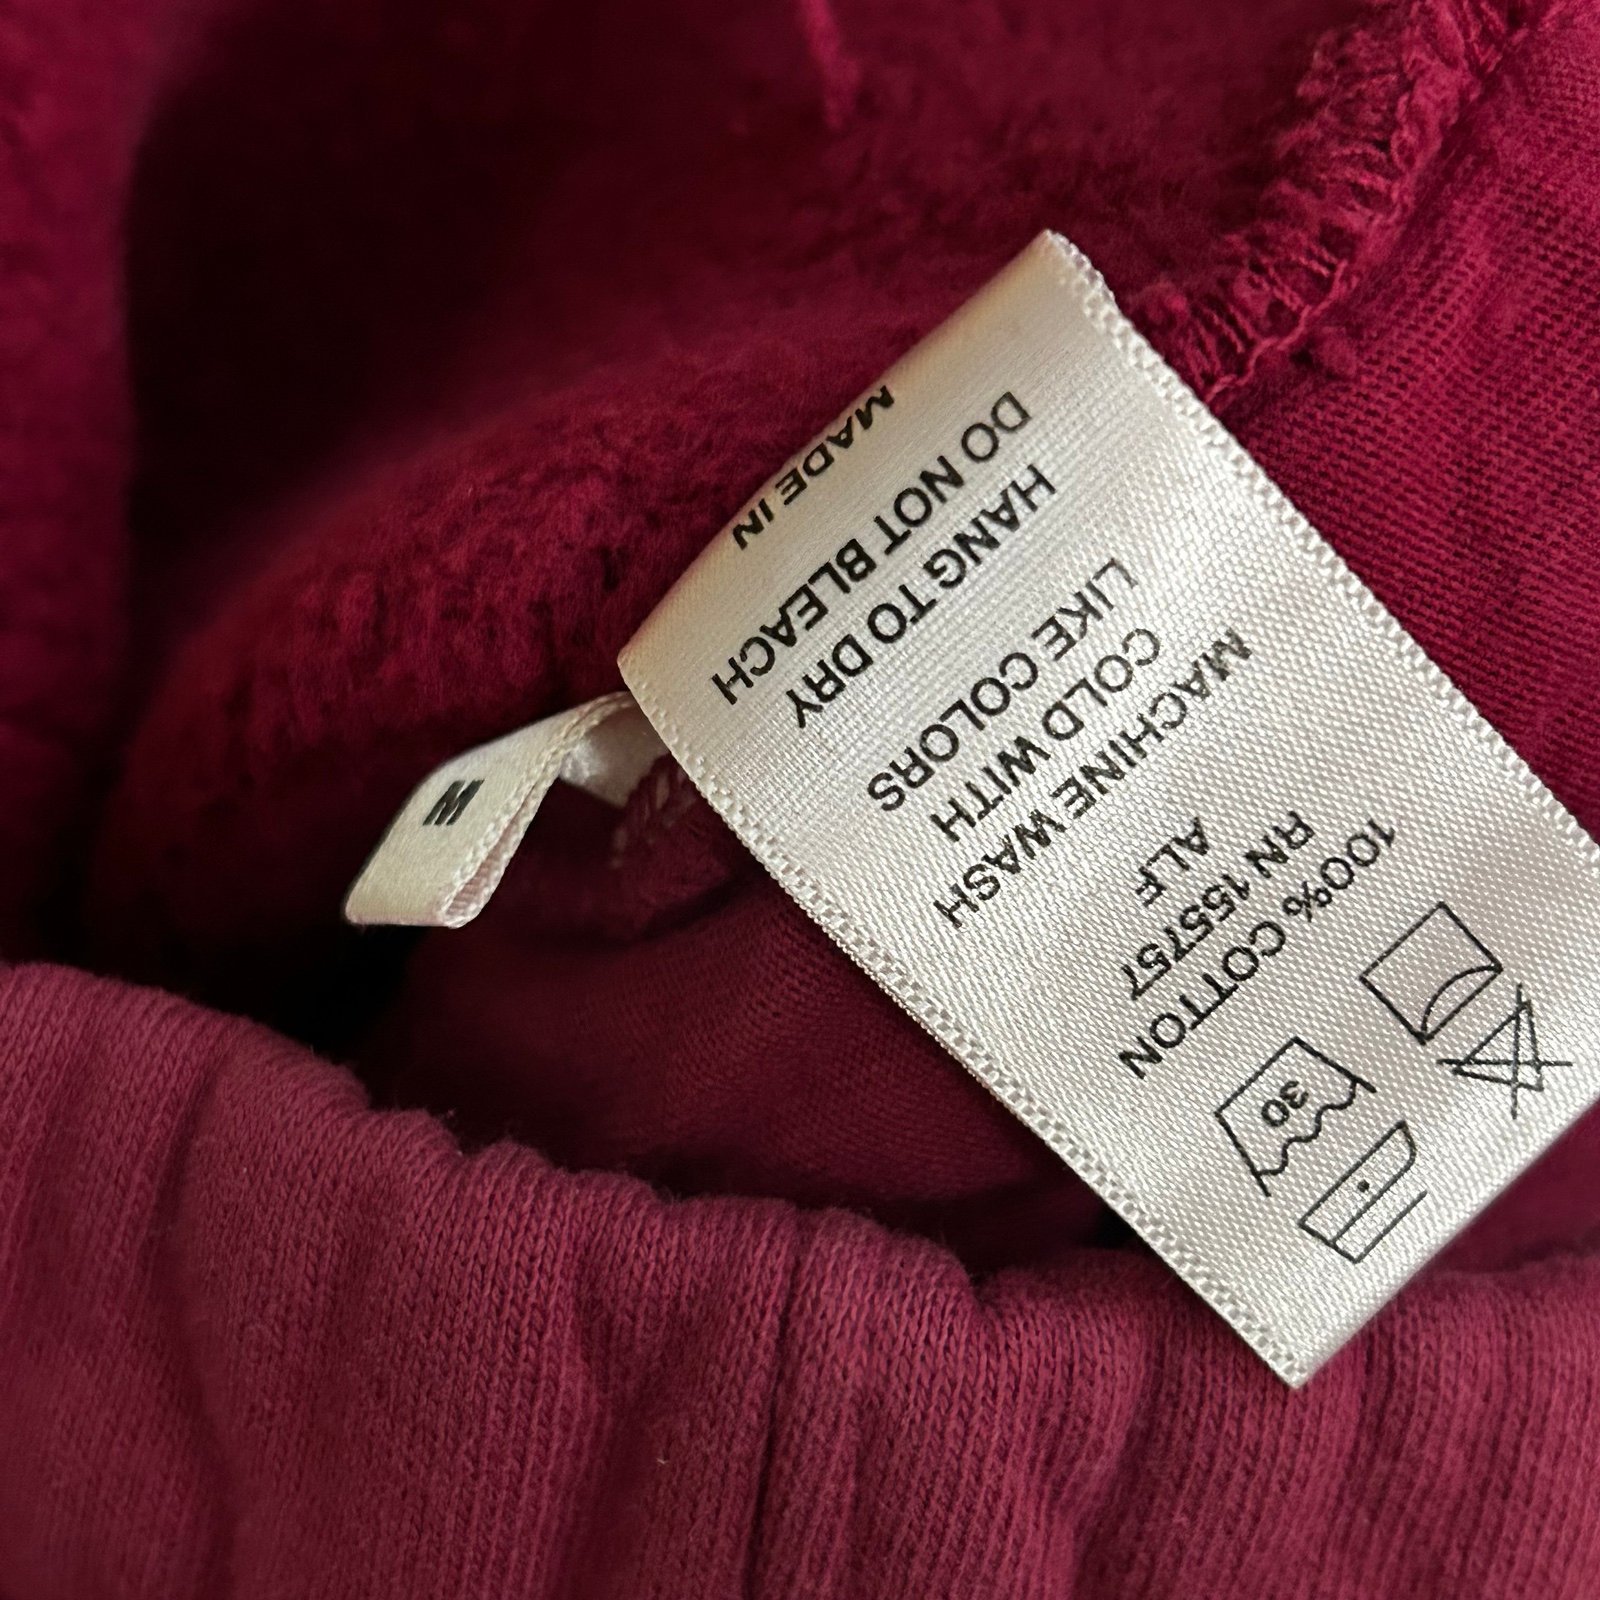 30
100% COTTON
RN 155757
ALF
MACHINE WASH
COLD WITH
LIKE COLORS
HANG TO DRY
DO NOT BLEACH
MADE IN
M